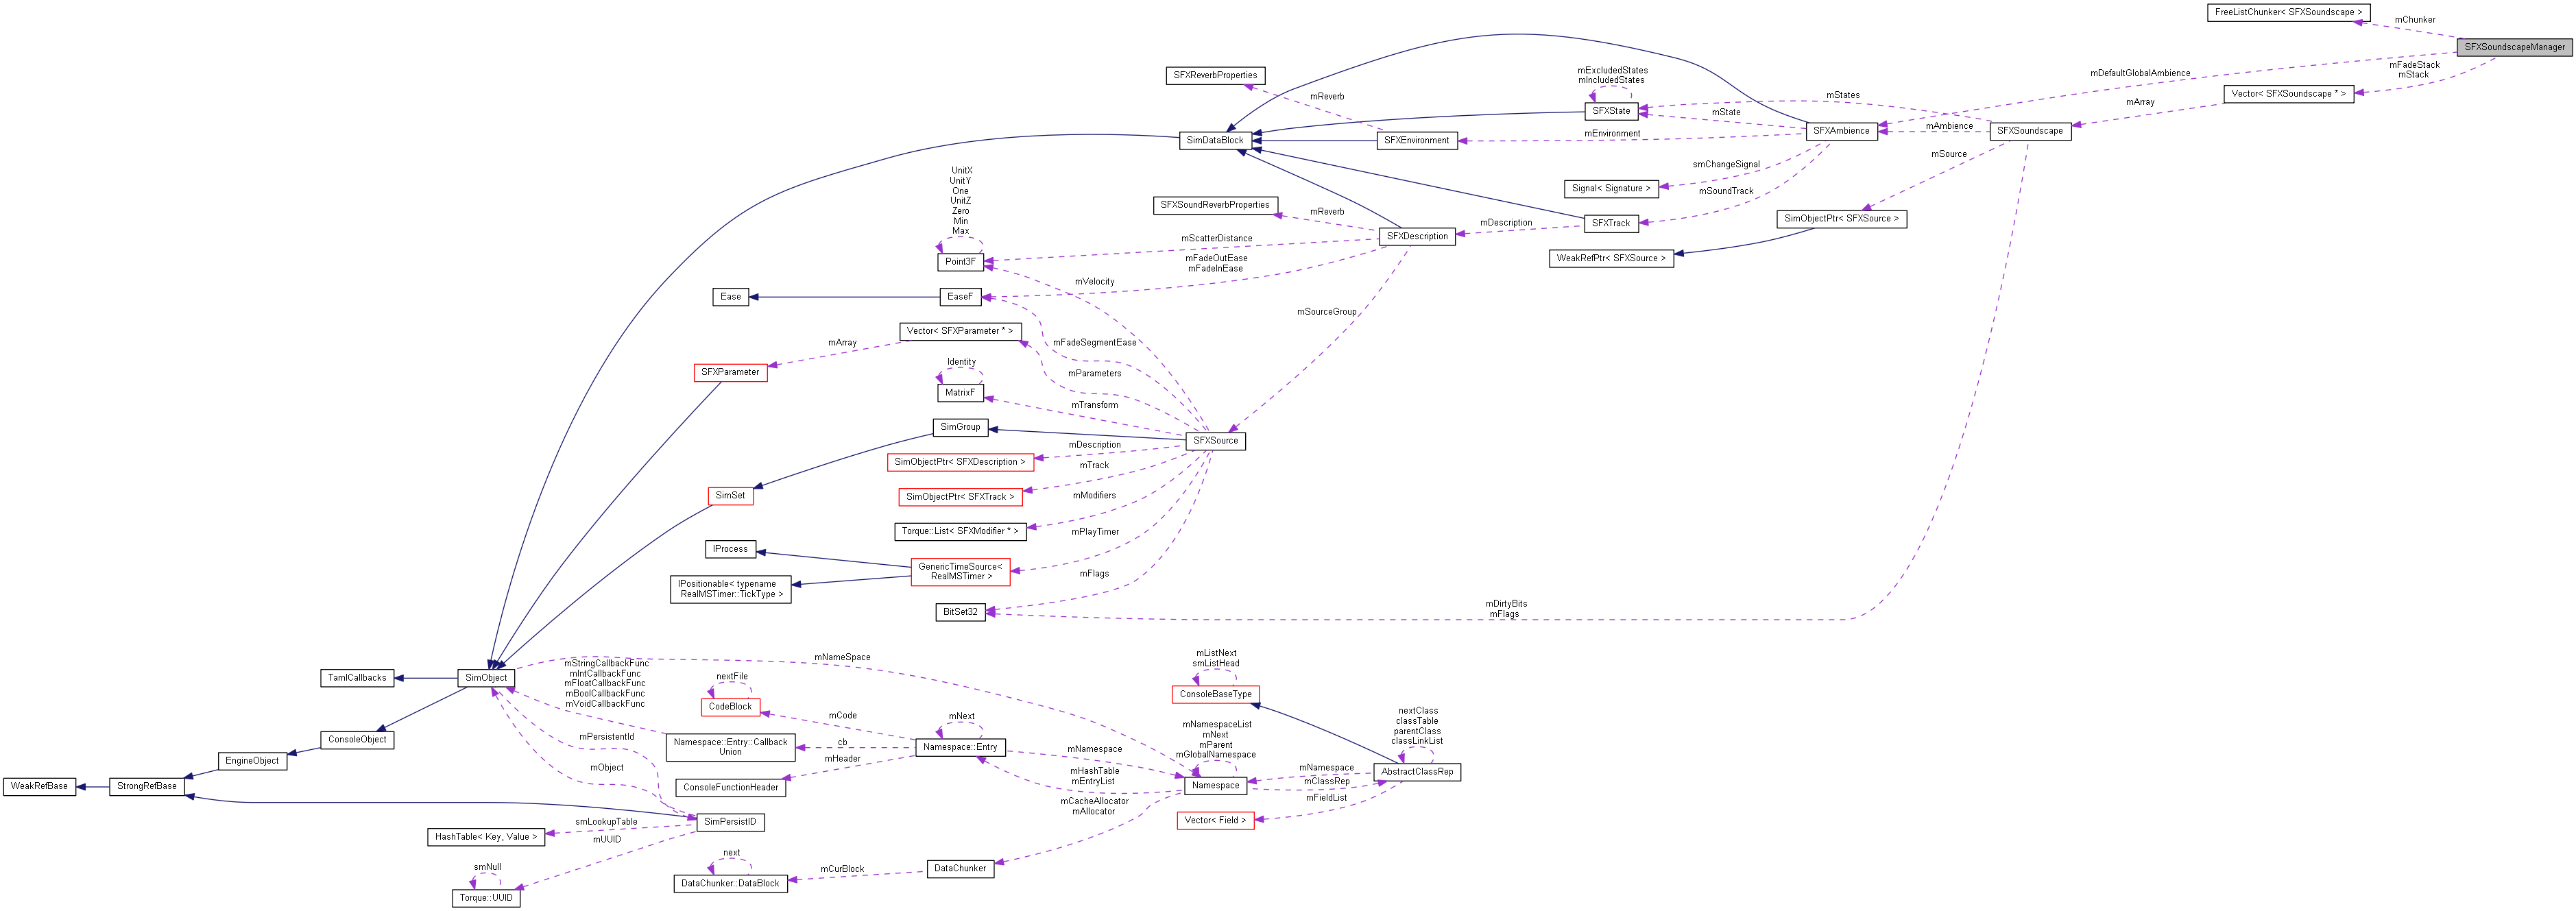 FreeListChunker< SFXSoundscape >
mChunker
SFXSoundscapeManager
mDefaultGlobalAmbience
mFadeStack
mStack
SFXReverbProperties
mExcludedStates
mIncludedStates
mReverb
mStates
Vector< SFXSoundscape * >
mArray
SFXState
mState
SimDataBlock
SFXEnvironment
mEnvironment
SFXAmbience
mAmbience
SFXSoundscape
smChangeSignal
mSource
UnitX
UnitY
One
UnitZ
Zero
Min
Max
Signal< Signature >
mSoundTrack
SFXSoundReverbProperties
mReverb
mDescription
SFXTrack
SimObjectPtr< SFXSource >
mScatterDistance
SFXDescription
Point3F
mFadeOutEase
mFadeInEase
WeakRefPtr< SFXSource >
mVelocity
Ease
EaseF
mSourceGroup
Vector< SFXParameter * >
mArray
mFadeSegmentEase
SFXParameter
Identity
mParameters
MatrixF
mTransform
SimGroup
SFXSource
mDescription
SimObjectPtr< SFXDescription >
mTrack
SimSet
SimObjectPtr< SFXTrack >
mModifiers
Torque::List< SFXModifier * >
mPlayTimer
IProcess
GenericTimeSource<
RealMSTimer >
mFlags
IPositionable< typename
RealMSTimer::TickType >
BitSet32
mDirtyBits
mFlags
mNameSpace
mStringCallbackFunc
mIntCallbackFunc
mFloatCallbackFunc
mBoolCallbackFunc
mVoidCallbackFunc
TamlCallbacks
SimObject
nextFile
CodeBlock
mCode
mListNext
smListHead
ConsoleBaseType
mNext
mNamespaceList
mNext
mParent
mGlobalNamespace
nextClass
classTable
parentClass
classLinkList
ConsoleObject
mPersistentId
Namespace::Entry::Callback
Union
cb
Namespace::Entry
mNamespace
mHeader
EngineObject
mObject
mHashTable
mEntryList
mNamespace
AbstractClassRep
mClassRep
WeakRefBase
StrongRefBase
ConsoleFunctionHeader
Namespace
mFieldList
mCacheAllocator
mAllocator
SimPersistID
Vector< Field >
smLookupTable
HashTable< Key, Value >
mUUID
next
smNull
DataChunker
mCurBlock
DataChunker::DataBlock
Torque::UUID